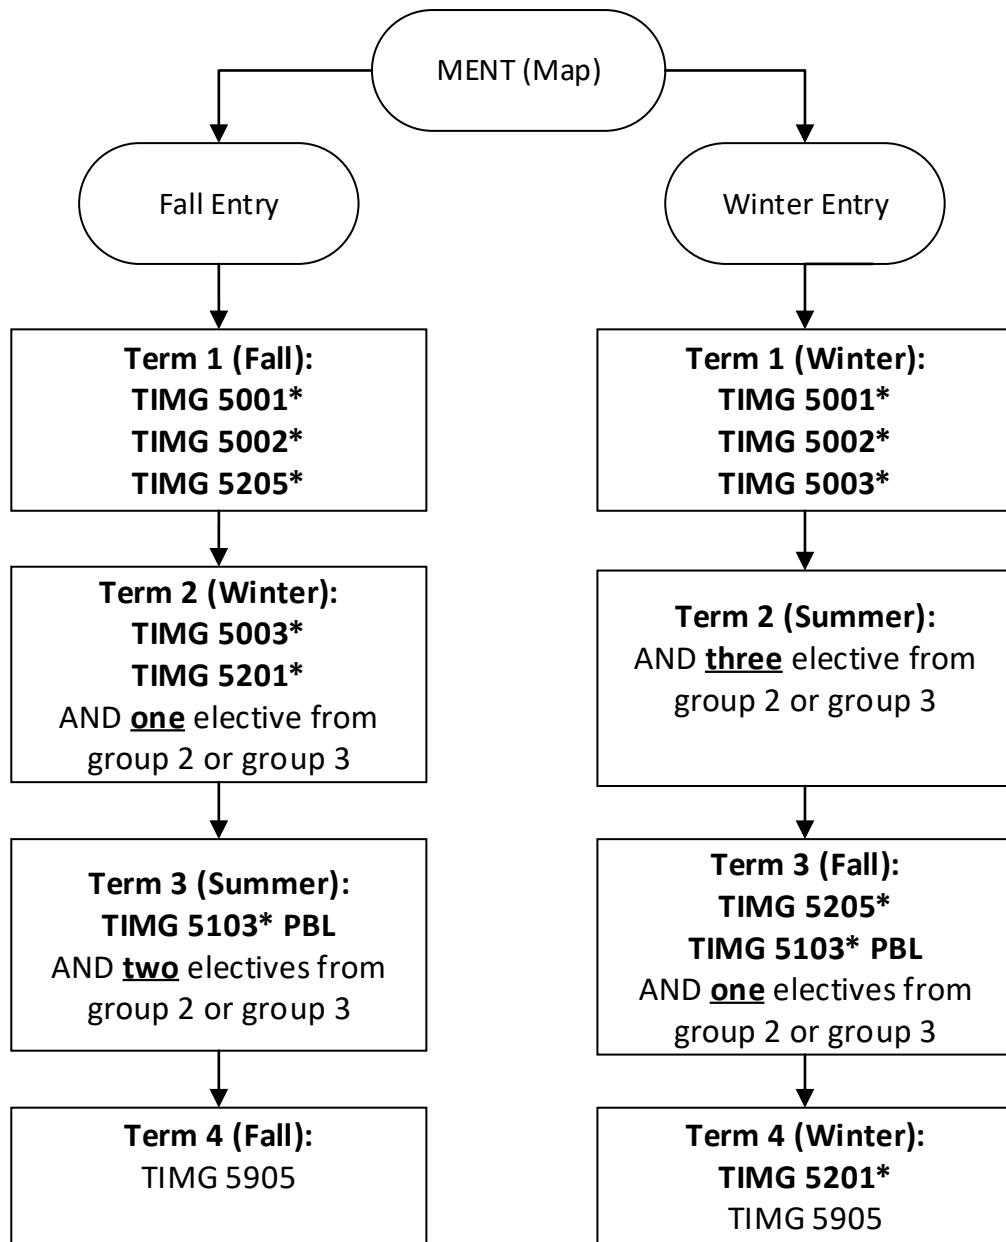 MENT (Map)
Fall Entry
Term 1 (Fall):
TIMG 5001*
TIMG 5002*
TIMG 5205*
Term 2 (Winter):
TIMG 5003*
TIMG 5201*
AND one elective from
group 2 or group 3
Term 3 (Summer):
TIMG 5103* PBL
AND two electives from
group 2 or group 3
Term 4 (Fall):
TIMG 5905
Winter Entry
Term 1 (Winter):
TIMG 5001*
TIMG 5002*
TIMG 5003*
Term 2 (Summer):
AND three elective from
group 2 or group 3
Term 3 (Fall):
TIMG 5205*
TIMG 5103* PBL
AND one electives from
group 2 or group 3
Term 4 (Winter):
TIMG 5201*
TIMG 5905